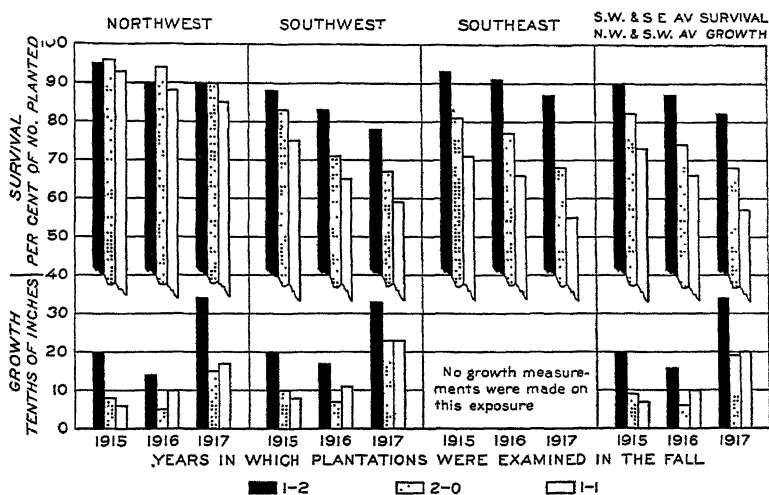 NORTHWEST
SOUTHWEST
SOUTHEAST
S.W. & S E AV SURVIVAL
N.W. & S.W. AV GROWTH
SURVIVAL
PER CENT OF NO. PLANTED
100
90
80
70
60
50
40
GROWTH
TENTHS OF INCHES
30
20
10
0
No growth measure-
ments were made on
this exposure
1915 1916 1917 1915 1916 1917 1915 1916 1917 1915 1916 1917
YEARS IN WHICH PLANTATIONS WERE EXAMINED IN THE FALL
1-2 2-0 1-1